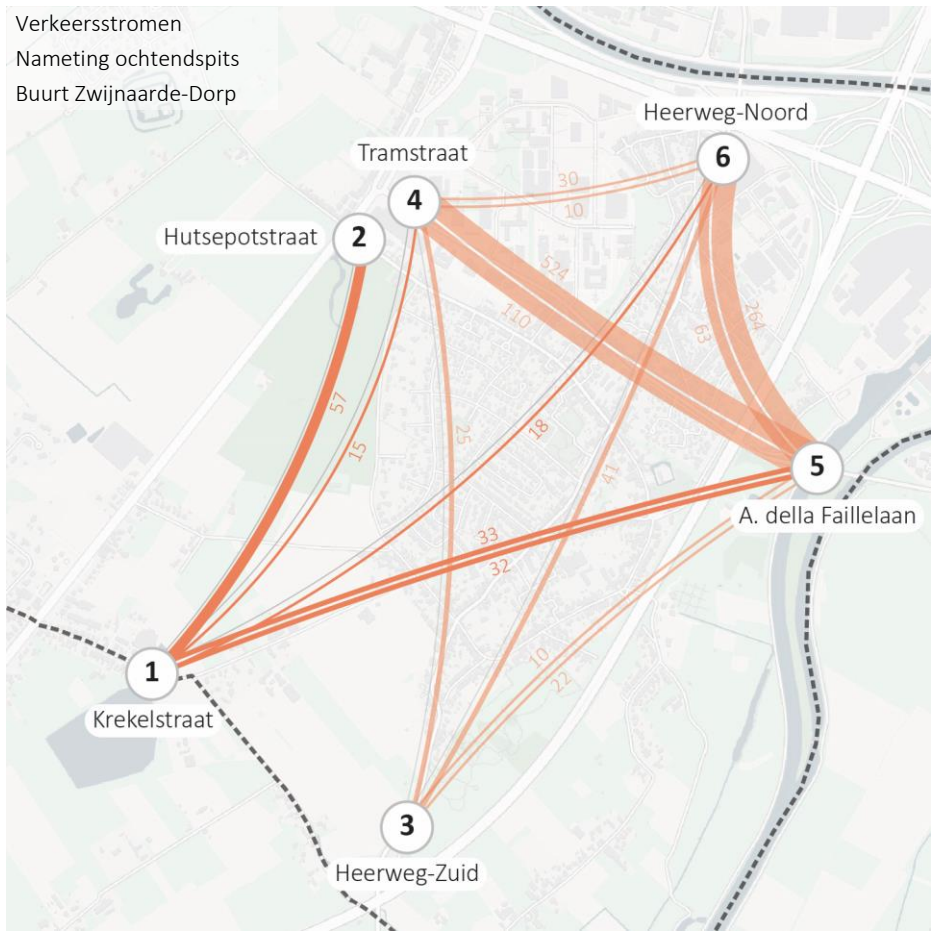 Verkeersstromen
Nameting ochtendspits
Buurt Zwijnaarde-Dorp
Heerweg-Noord
6
Tramstraat
30
4
10
Hutsepotstraat
2
524
110
264
63
57
15
25
18
41
5
A. della Faillelaan
33
32
10
22
1
Krekelstraat
3
Heerweg-Zuid